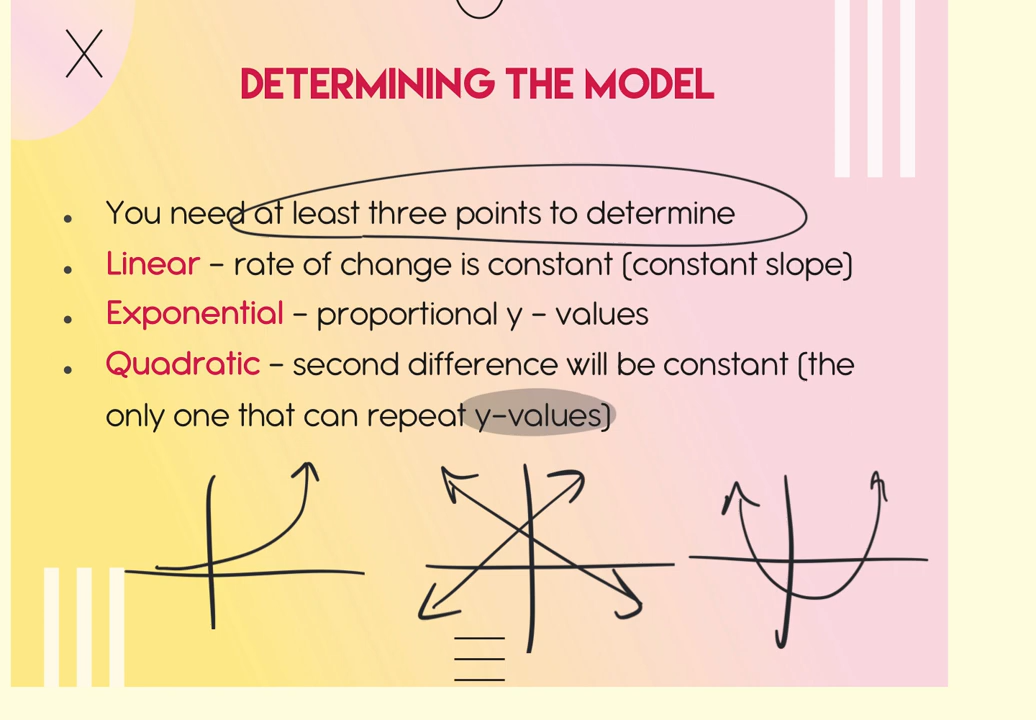 DETERMINING THE MODEL
• You need at least three points to determine
• Linear – rate of change is constant (constant slope)
• Exponential – proportional y – values
• Quadratic – second difference will be constant (the
only one that can repeat y-values)